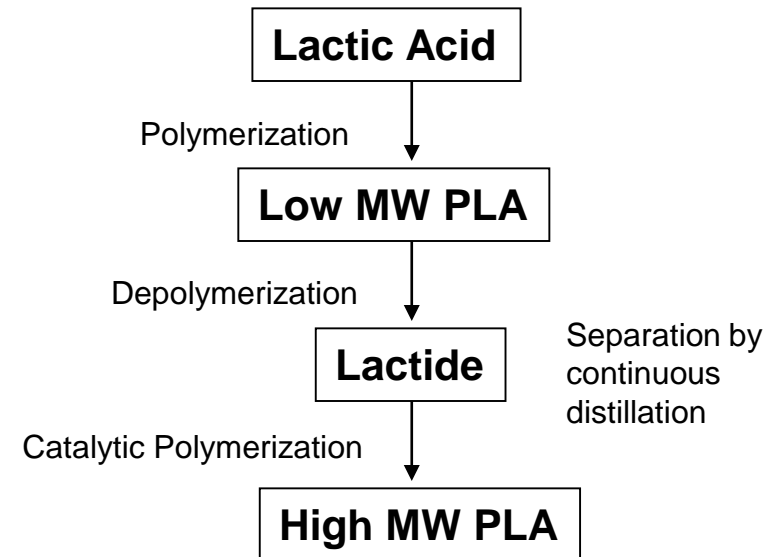 Lactic Acid
Polymerization
Low MW PLA
Depolymerization
Lactide
Separation by
continuous
distillation
Catalytic Polymerization
High MW PLA